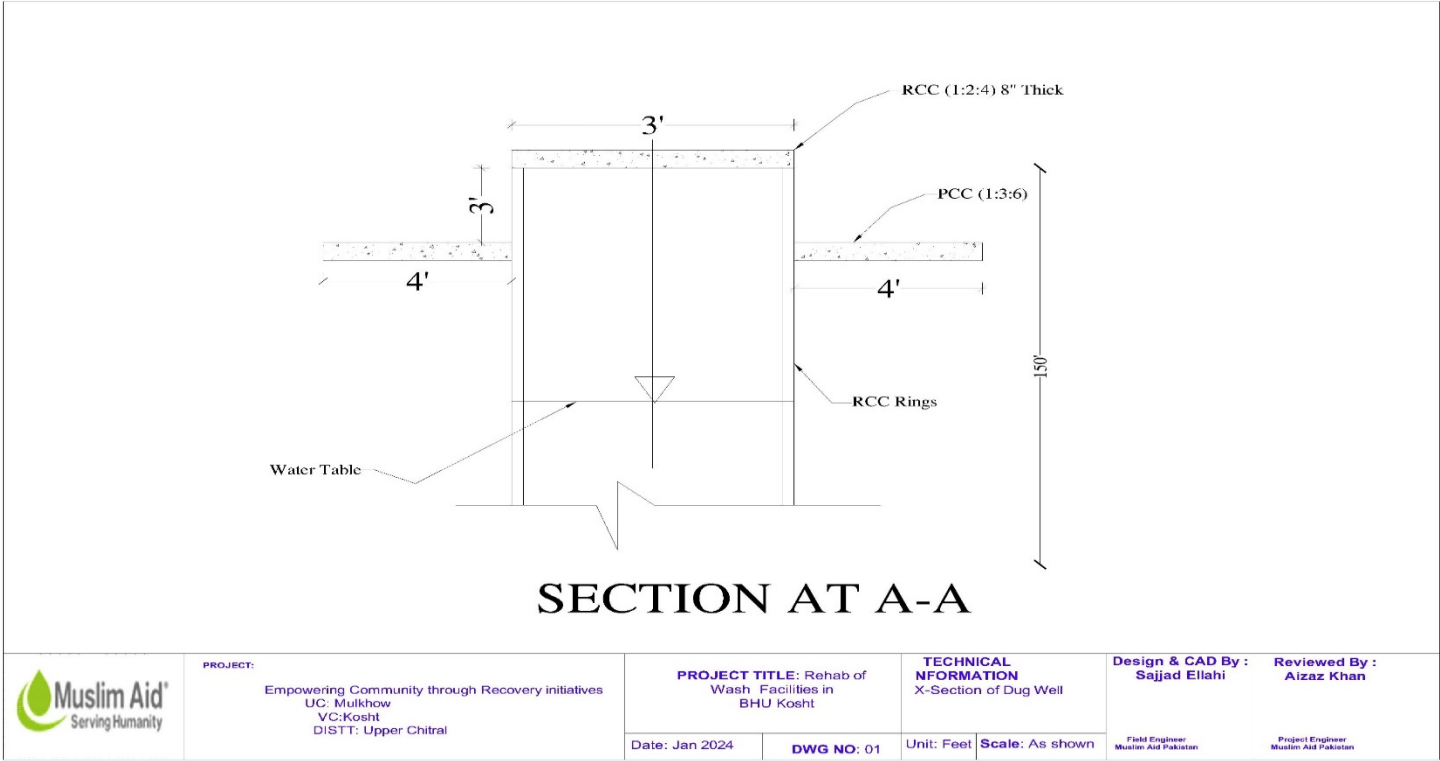 RCC (1:2:4) 8" Thick
3'
PCC (1:3:6)
3'
4'
4'
150'
RCC Rings
Water Table
SECTION AT A-A
Muslim Aid®
Serving Humanity
PROJECT:
Empowering Community through Recovery initiatives
UC: Mulkhow
VC:Kosht
DISTT: Upper Chitral
PROJECT TITLE: Rehab of
Wash Facilities in
BHU Kosht
Date: Jan 2024
DWG NO: 01
TECHNICAL
NFORMATION
X-Section of Dug Well
Unit: Feet
Scale: As shown
Design & CAD By :
Sajjad Ellahi
Field Engineer
Muslim Aid Pakistan
Reviewed By :
Aizaz Khan
Project Engineer
Muslim Aid Pakistan